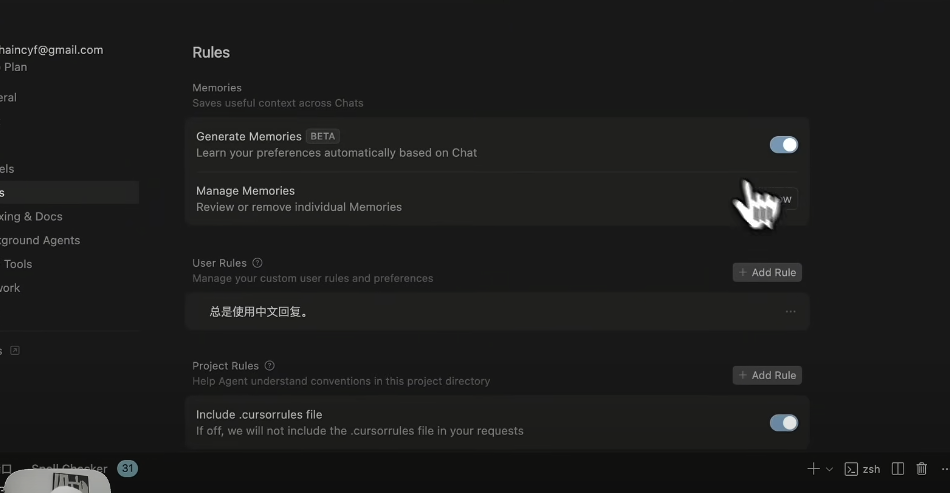 haincyf@gmail.com
Plan
Rules
Memories
Saves useful context across Chats
Generate Memories BETA
Learn your preferences automatically based on Chat
Manage Memories
Review or remove individual Memories
xing & Docs
ground Agents
Tools
User Rules
Manage your custom user rules and preferences
+ Add Rule
总是使用中文回复。
Project Rules
Help Agent understand conventions in this project directory
+ Add Rule
Include .cursorrules file
If off, we will not include the .cursorrules file in your requests
Spell Checker 31
zsh